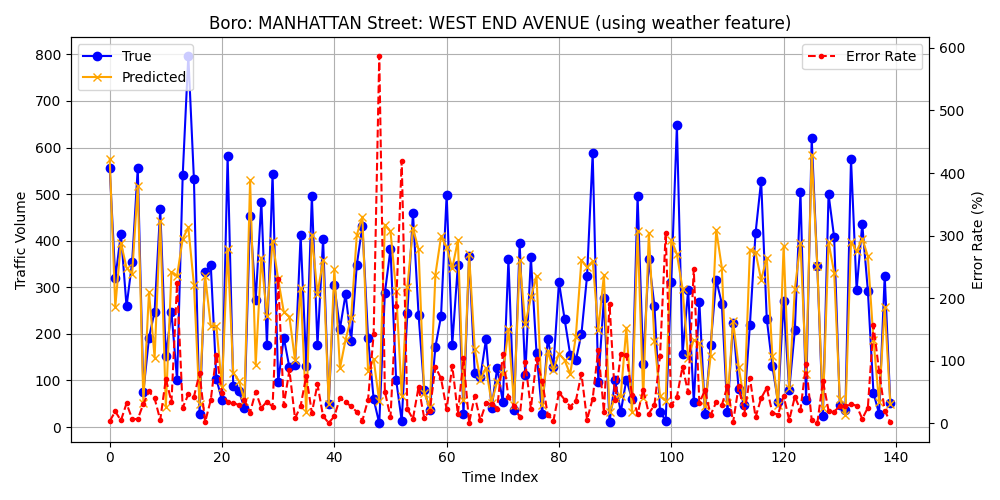 Boro: MANHATTAN Street: WEST END AVENUE (using weather feature)
True
Predicted
Error Rate
800
700
600
500
400
300
200
100
0
Traffic Volume
600
500
400
300
200
100
0
Error Rate (%)
0 20 40 60 80 100 120 140
Time Index